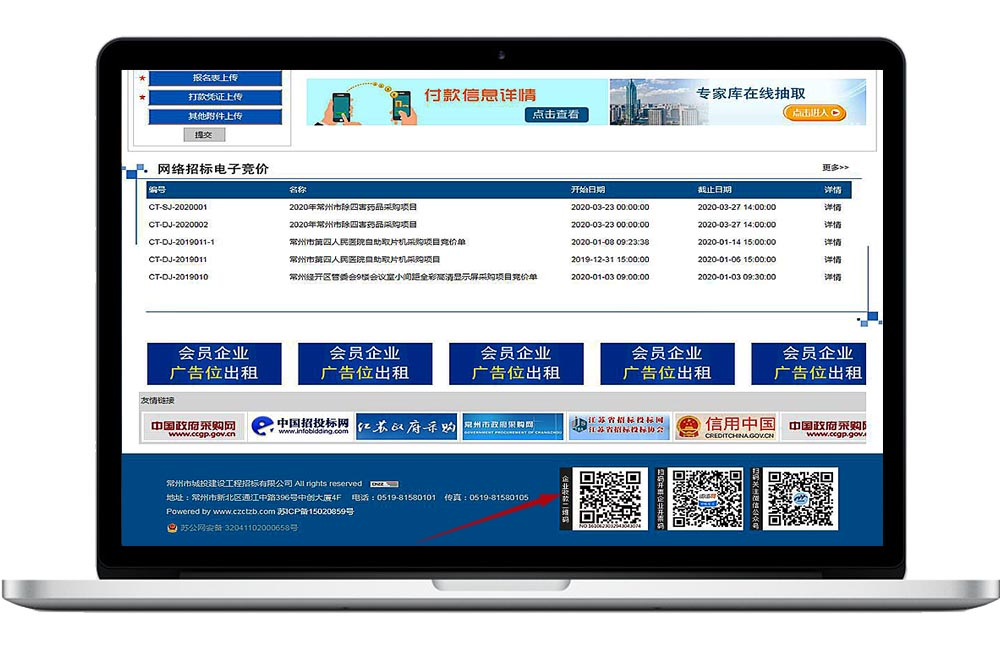 报名表上传
打款凭证上传
其他附件上传
提交
付款信息详情
点击查看
专家库在线抽取
点击进入
网络招标电子竞价
更多>>
编号 名称 开始日期 截止日期 详情
CT-SJ-2020001 2020年常州市除四害药品采购项目 2020-03-23 00:00:00 2020-03-27 14:00:00 详情
CT-DJ-2020002 2020年常州市除四害药品采购项目 2020-03-23 00:00:00 2020-03-27 14:00:00 详情
CT-DJ-2019011-1 常州市第四人民医院自助取片机采购项目竞价单 2020-01-08 09:23:38 2020-01-14 15:00:00 详情
CT-DJ-2019011 常州市第四人民医院自助取片机采购项目 2019-12-31 15:00:00 2020-01-06 15:00:00 详情
CT-DJ-2019010 常州经开区管委会9楼会议室小间距全彩高清显示屏采购项目竞价单 2020-01-03 09:00:00 2020-01-03 09:30:00 详情
会员企业 会员企业 会员企业 会员企业 会员企业
广告位出租 广告位出租 广告位出租 广告位出租 广告位出租
友情链接
中国政府采购网
www.ccgp.gov.cn
中国招投标网
www.infobidding.com
江苏政府采购
常州市政府采购网
GOVERNMENT PROCUREMENT OF CHANGZHOU
江苏省招标投标网
江苏省招标投标协会
信用中国
CREDITCHINA.GOV.CN
中国政府采购网
www.ccgp.gov.
常州市城投建设工程招标有限公司 All rights reserved
地址：常州市新北区通江中路396号中创大厦4F 电话：0519-81580101 传真：0519-81580105
Powered by www.czctzb.com 苏ICP备15020859号
苏公网安备 32041102000658号
企业收款二维码
扫码开票企业开票码
扫码关注微信公众号